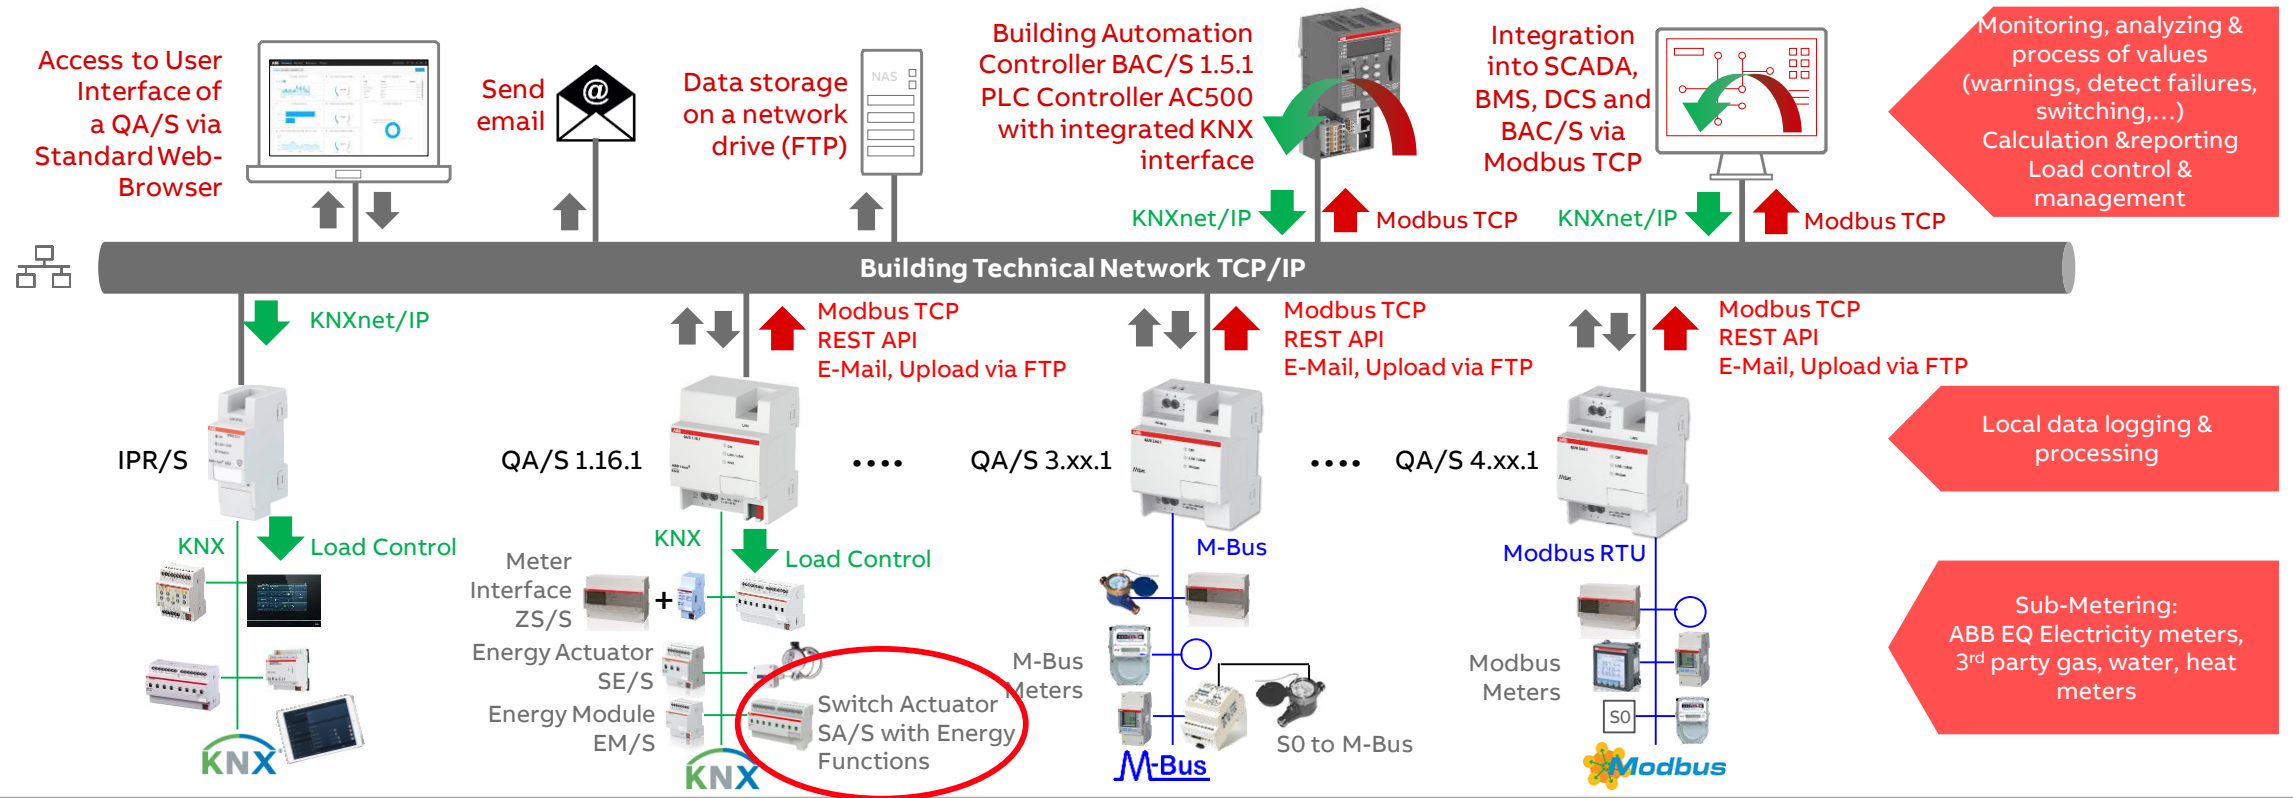 Access to User
Interface of
a QA/S via
Standard Web-
Browser
Send
email
@
Data storage
on a network
drive (FTP)
NAS
Building Automation
Controller BAC/S 1.5.1
PLC Controller AC500
with integrated KNX
interface
Integration
into SCADA,
BMS, DCS and
BAC/S via
Modbus TCP
Monitoring, analyzing &
process of values
(warnings, detect failures,
switching,...)
Calculation &reporting
Load control &
management
KNXnet/IP
Modbus TCP
KNXnet/IP
Modbus TCP
Building Technical Network TCP/IP
KNXnet/IP
Modbus TCP
REST API
E-Mail, Upload via FTP
Modbus TCP
REST API
E-Mail, Upload via FTP
Modbus TCP
REST API
E-Mail, Upload via FTP
IPR/S
QA/S 1.16.1
....
QA/S 3.xx.1
....
QA/S 4.xx.1
Local data logging &
processing
KNX
Load Control
KNX
Load Control
M-Bus
Modbus RTU
Meter
Interface
ZS/S
+
Energy Actuator
SE/S
Energy Module
EM/S
Switch Actuator
SA/S with Energy
Functions
M-Bus
Meters
S0 to M-Bus
Modbus
Meters
S0
Sub-Metering:
ABB EQ Electricity meters,
3rd party gas, water, heat
meters
KNX
KNX
M-Bus
Modbus